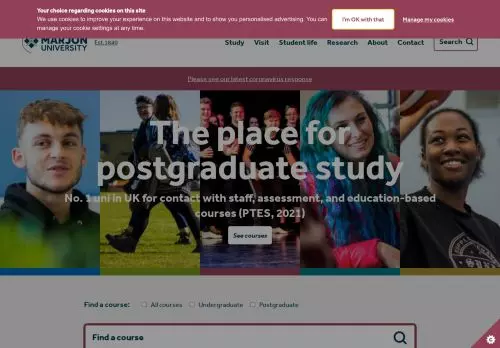 Your choice regarding cookies on this site
We use cookies to improve your experience on this website and to show you personalised advertising. You can
manage your cookie settings at any time.
I'm OK with that
Manage my cookies
MARJON
UNIVERSITY
Est.1840
Study Visit Student life Research About Contact Search
Please see our latest coronavirus response
The place for
postgraduate study
No. 1 uni in UK for contact with staff, assessment, and education-based
courses (PTES, 2021)
See courses
Find a course: All courses Undergraduate Postgraduate
Find a course